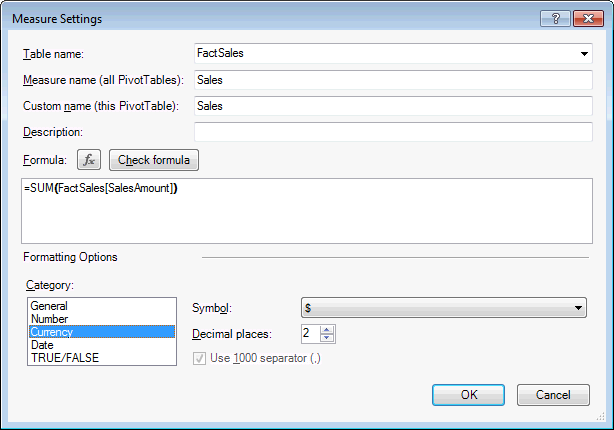 Measure Settings
Table name: FactSales
Measure name (all PivotTables): Sales
Custom name (this PivotTable): Sales
Description:
Formula: fx Check formula
=SUM(FactSales[SalesAmount])
Formatting Options
Category:
General
Number
Currency
Date
TRUE/FALSE
Symbol: $
Decimal places: 2
Use 1000 separator (,)
OK Cancel